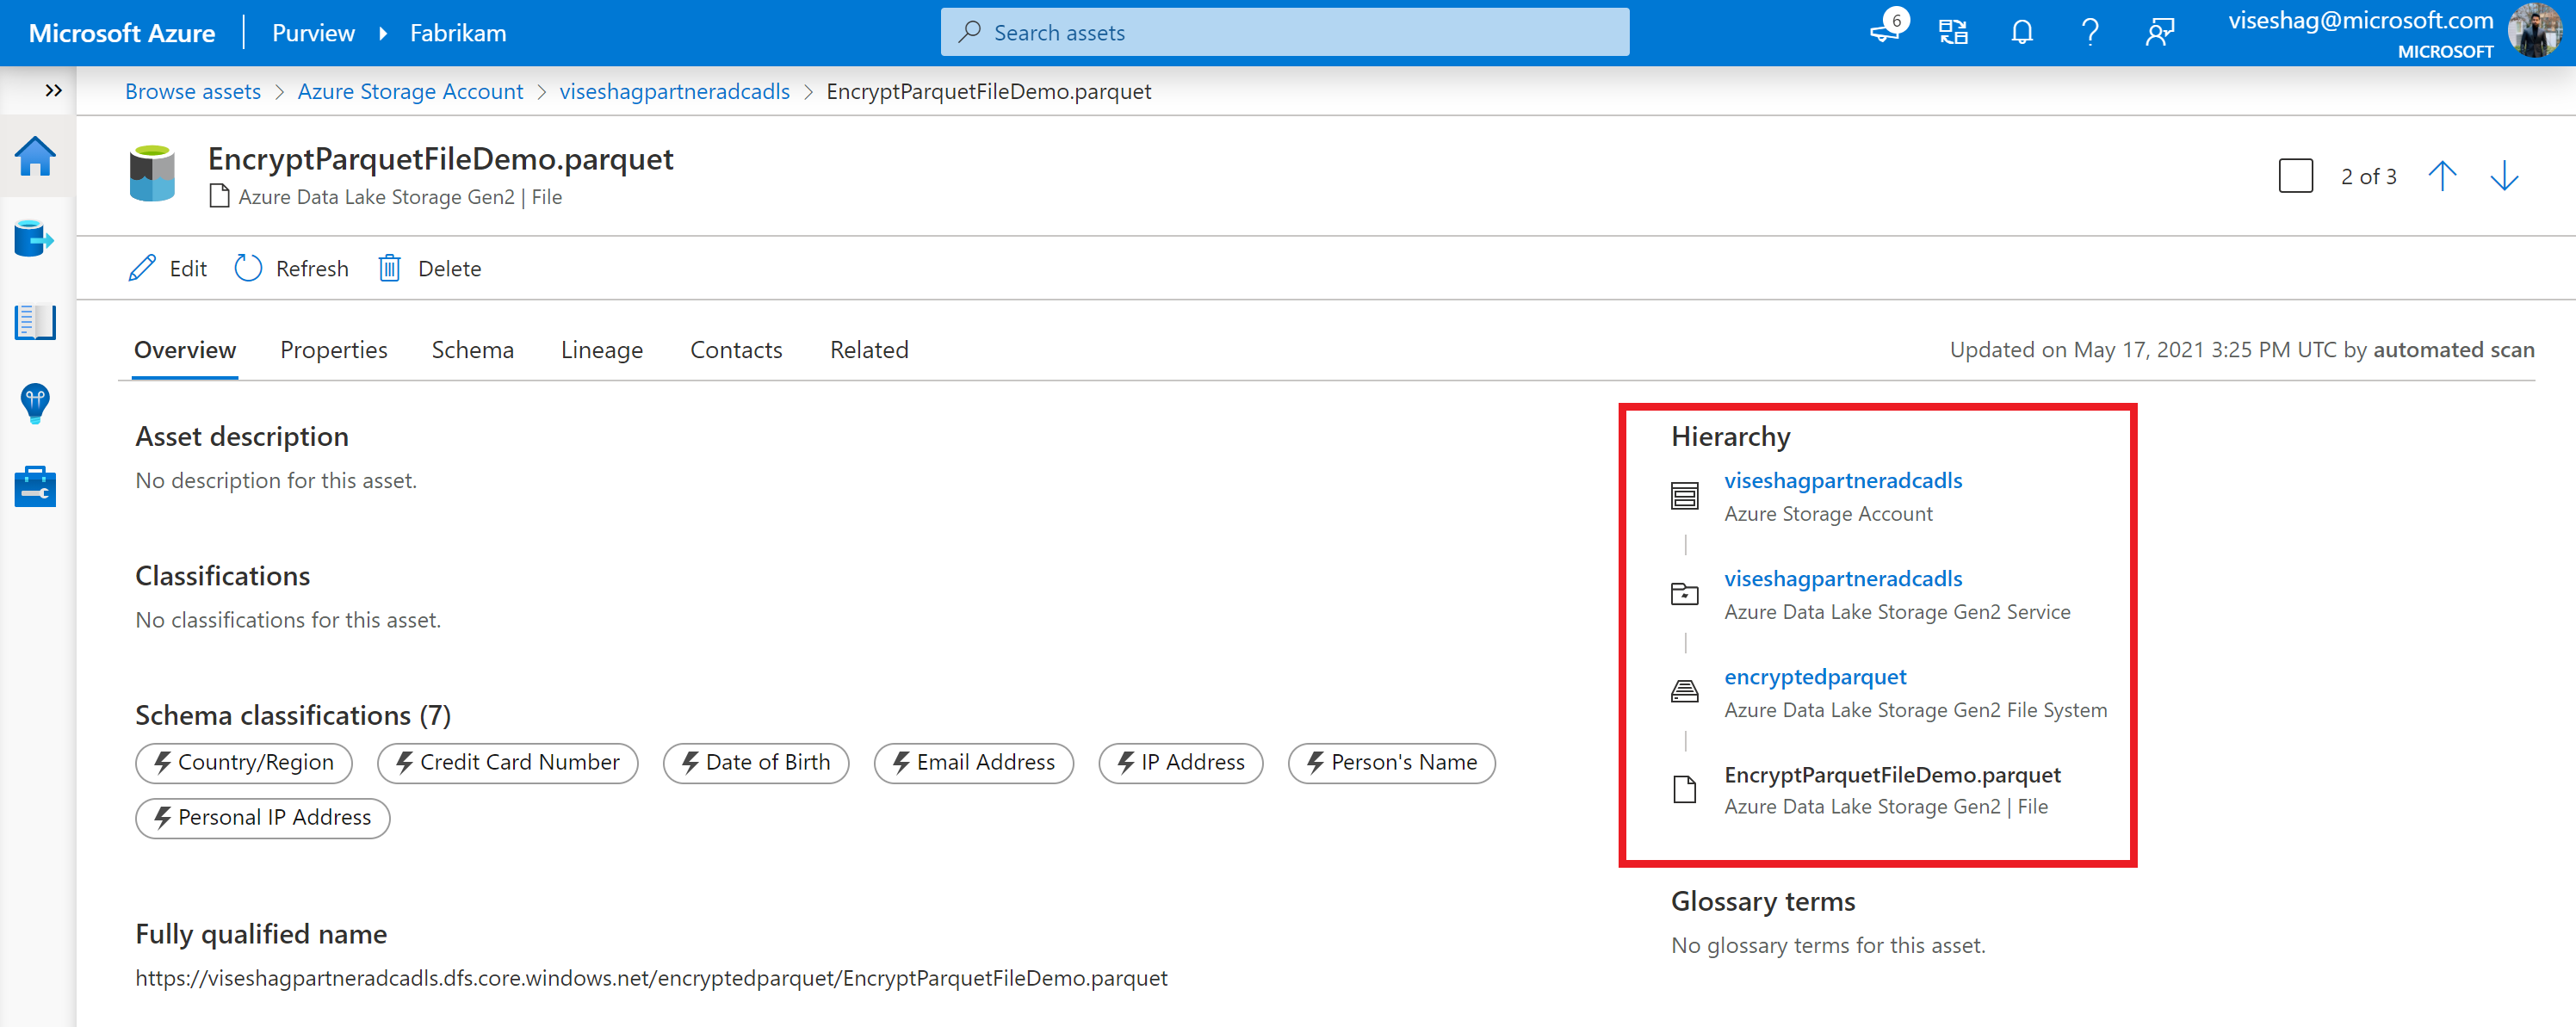 Microsoft Azure Purview Fabrikam Search assets 6 viseshag@microsoft.com
MICROSOFT
Browse assets > Azure Storage Account > viseshagpartneradcadls > EncryptParquetFileDemo.parquet
EncryptParquetFileDemo.parquet
Azure Data Lake Storage Gen2 | File
2 of 3
Edit Refresh Delete
Overview Properties Schema Lineage Contacts Related Updated on May 17, 2021 3:25 PM UTC by automated scan
Asset description
No description for this asset.
Classifications
No classifications for this asset.
Schema classifications (7)
Country/Region Credit Card Number Date of Birth Email Address IP Address Person's Name
Personal IP Address
Fully qualified name
https://viseshagpartneradcadls.dfs.core.windows.net/encryptedparquet/EncryptParquetFileDemo.parquet
Hierarchy
viseshagpartneradcadls
Azure Storage Account
viseshagpartneradcadls
Azure Data Lake Storage Gen2 Service
encryptedparquet
Azure Data Lake Storage Gen2 File System
EncryptParquetFileDemo.parquet
Azure Data Lake Storage Gen2 | File
Glossary terms
No glossary terms for this asset.